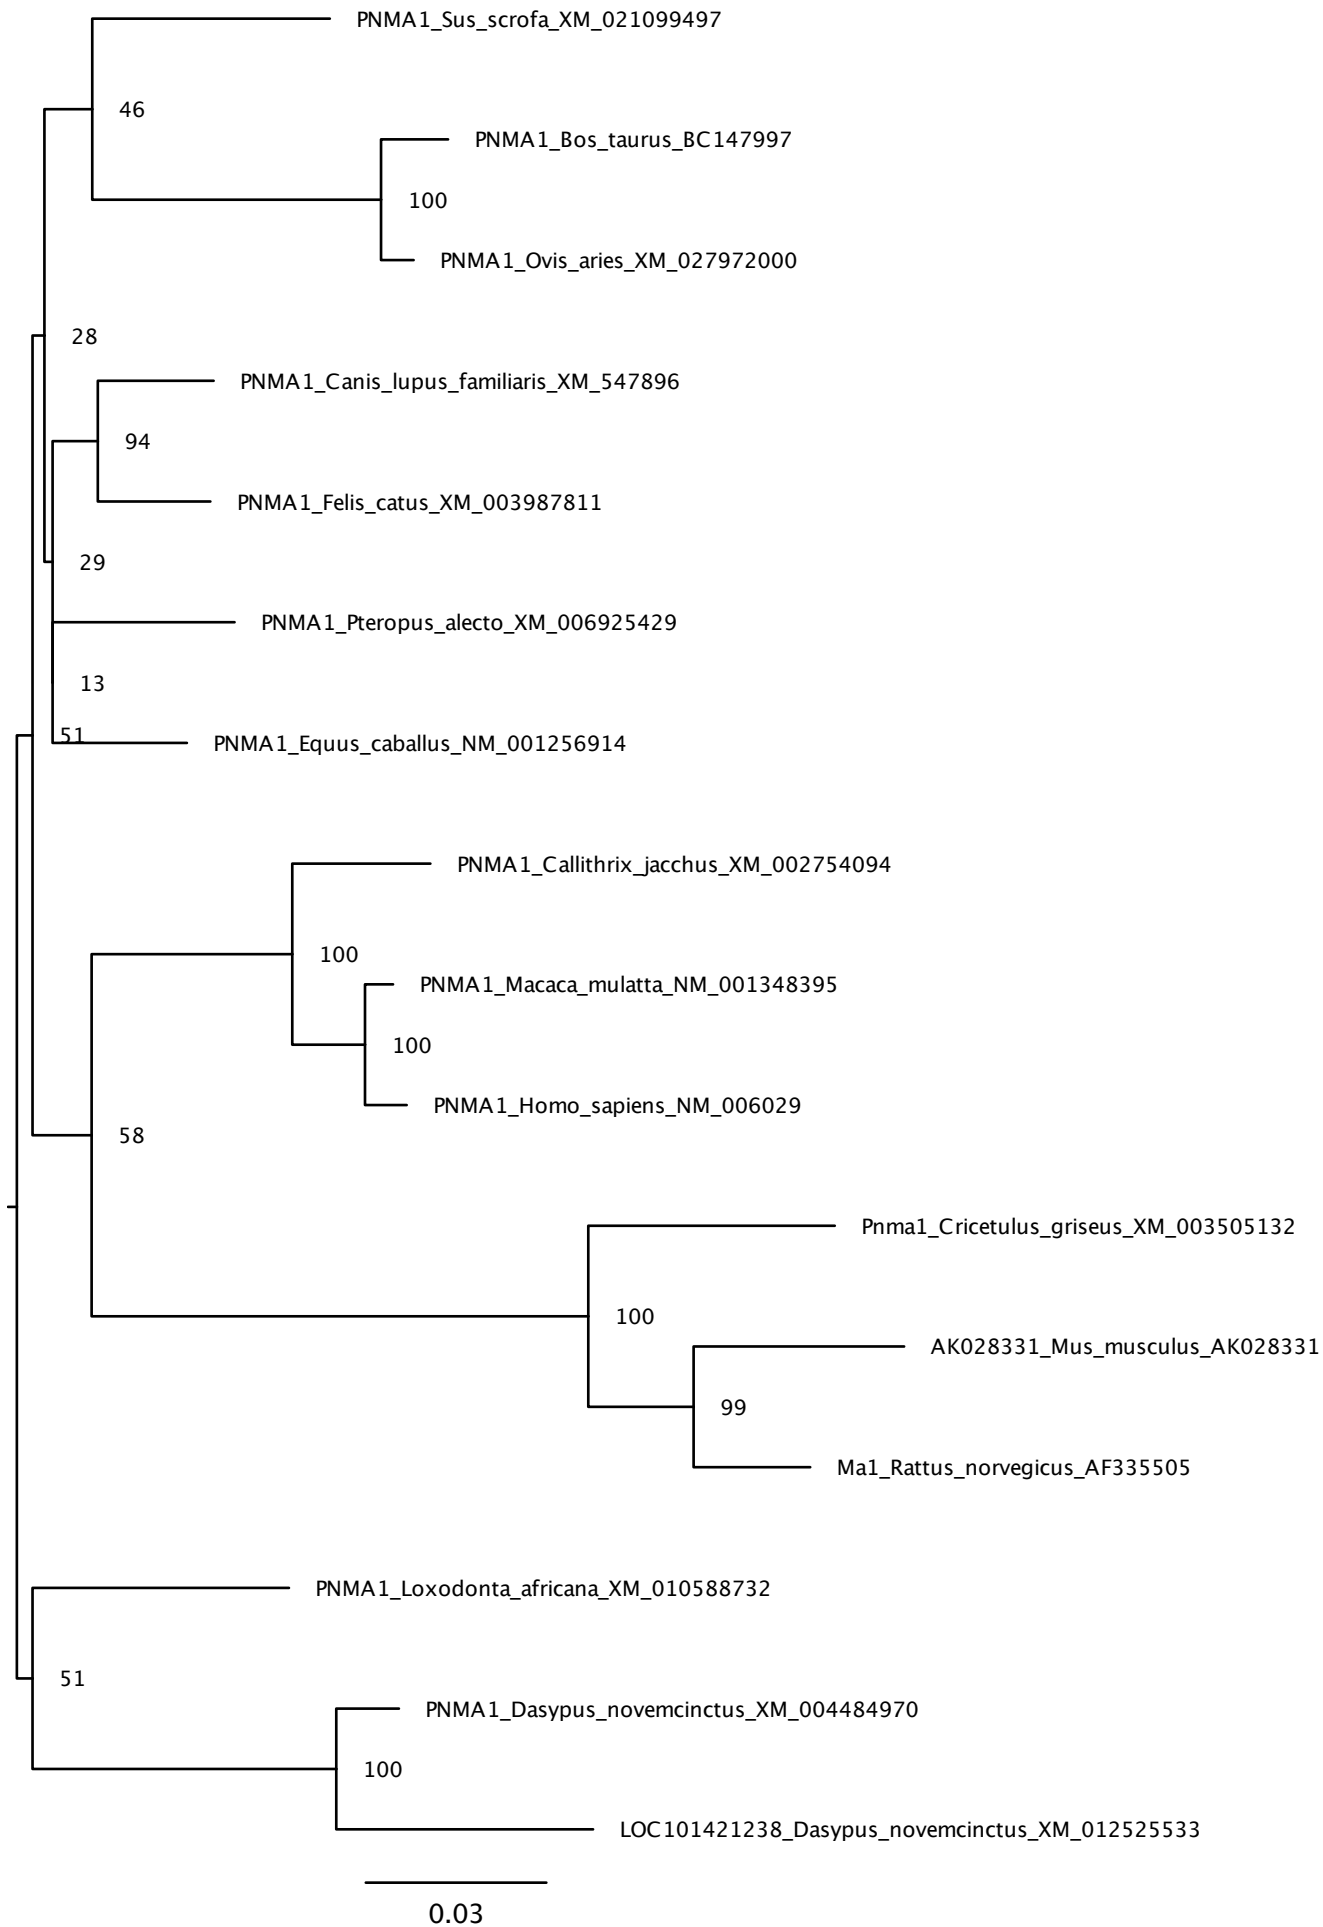 PNMA1_Sus_scrofa_XM_021099497
46
PNMA1_Bos_taurus_BC147997
100
PNMA1_Ovis_aries_XM_027972000
28
PNMA1_Canis_lupus_familiaris_XM_547896
94
PNMA1_Felis_catus_XM_003987811
29
PNMA1_Pteropus_alecto_XM_006925429
13
51
PNMA1_Equus_caballus_NM_001256914
PNMA1_Callithrix_jacchus_XM_002754094
100
PNMA1_Macaca_mulatta_NM_001348395
100
PNMA1_Homo_sapiens_NM_006029
58
Pnma1_Cricetulus_griseus_XM_003505132
100
AK028331_Mus_musculus_AK028331
99
Ma1_Rattus_norvegicus_AF335505
PNMA1_Loxodonta_africana_XM_010588732
51
PNMA1_Dasypus_novemcinctus_XM_004484970
100
LOC101421238_Dasypus_novemcinctus_XM_012525533
0.03